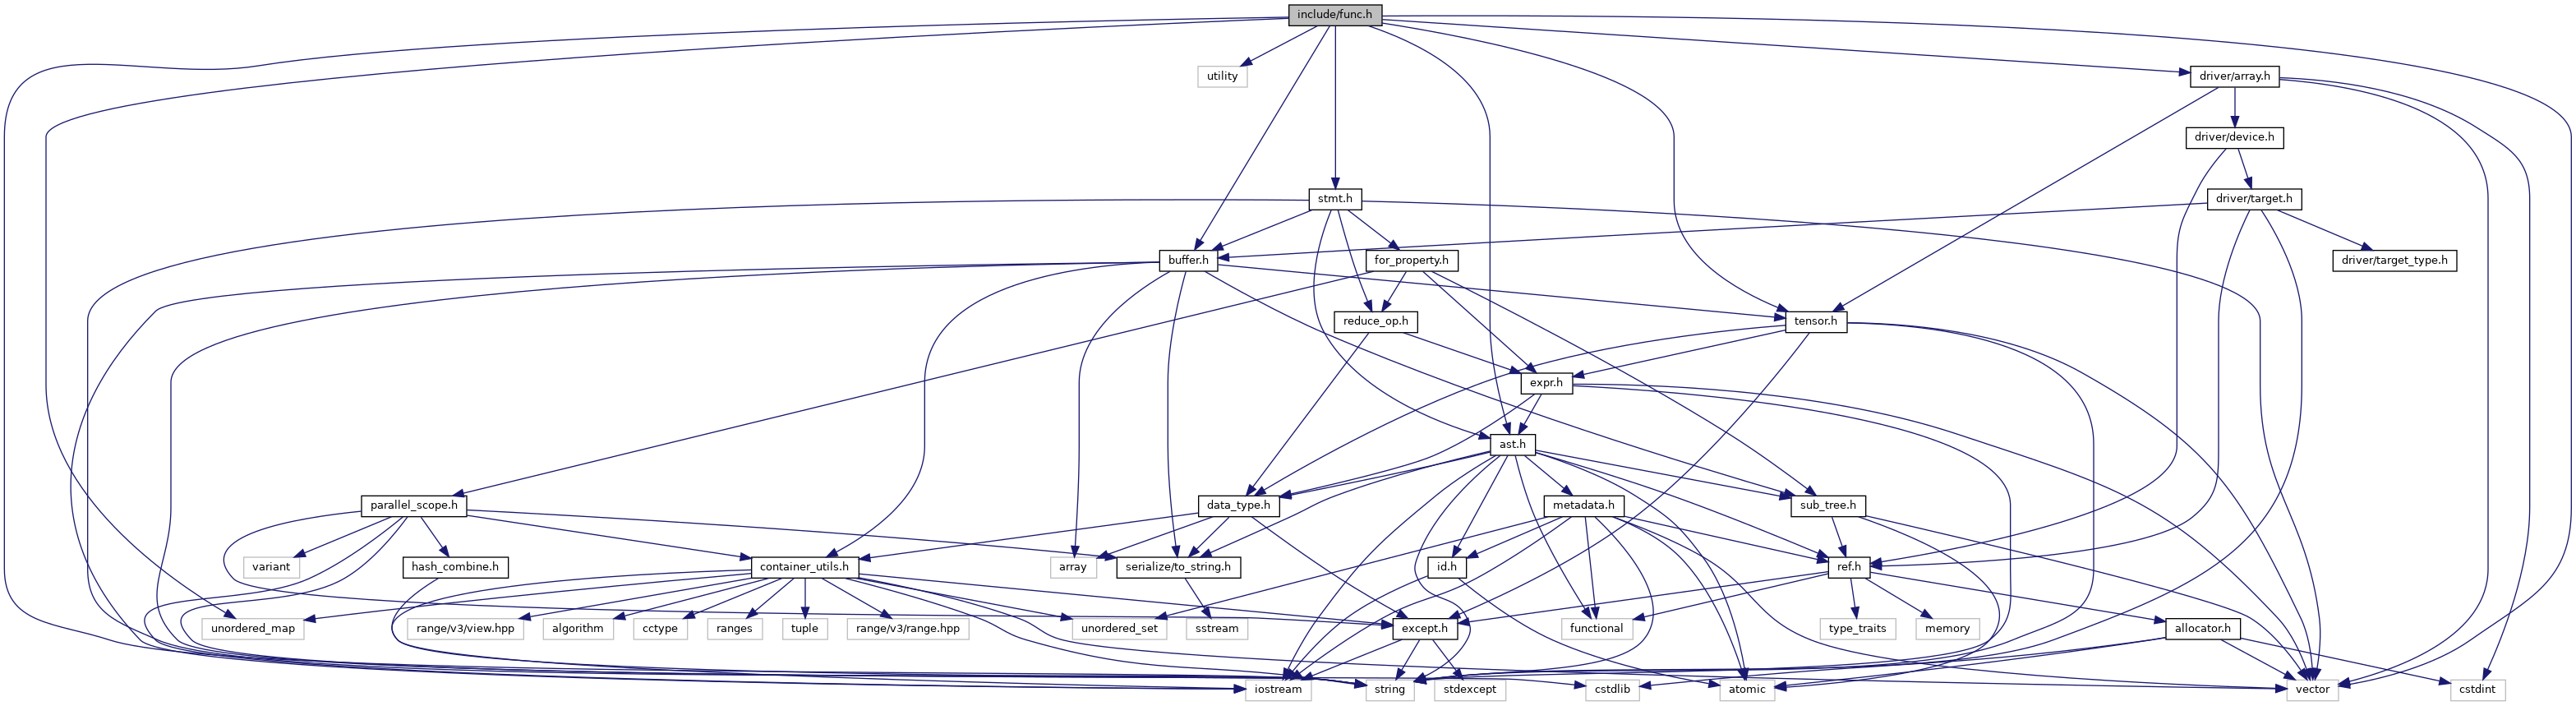 include/func.h
utility
driver/array.h
driver/device.h
stmt.h
driver/target.h
buffer.h
for_property.h
driver/target_type.h
reduce_op.h
tensor.h
expr.h
ast.h
parallel_scope.h
data_type.h
metadata.h
sub_tree.h
variant
hash_combine.h
container_utils.h
array
serialize/to_string.h
id.h
ref.h
unordered_map
range/v3/view.hpp
algorithm
cctype
ranges
tuple
range/v3/range.hpp
unordered_set
sstream
except.h
functional
type_traits
memory
allocator.h
iostream
string
stdexcept
cstdlib
atomic
vector
cstdint